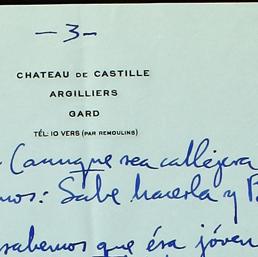 — 3 —
CHATEAU DE CASTILLE
ARGILLIERS
GARD
TÉL: 10 VERS (PAR REMOULINS)
(aunque sea callejera
mos: Sabe hacerla y
sabemos que ésa jóven